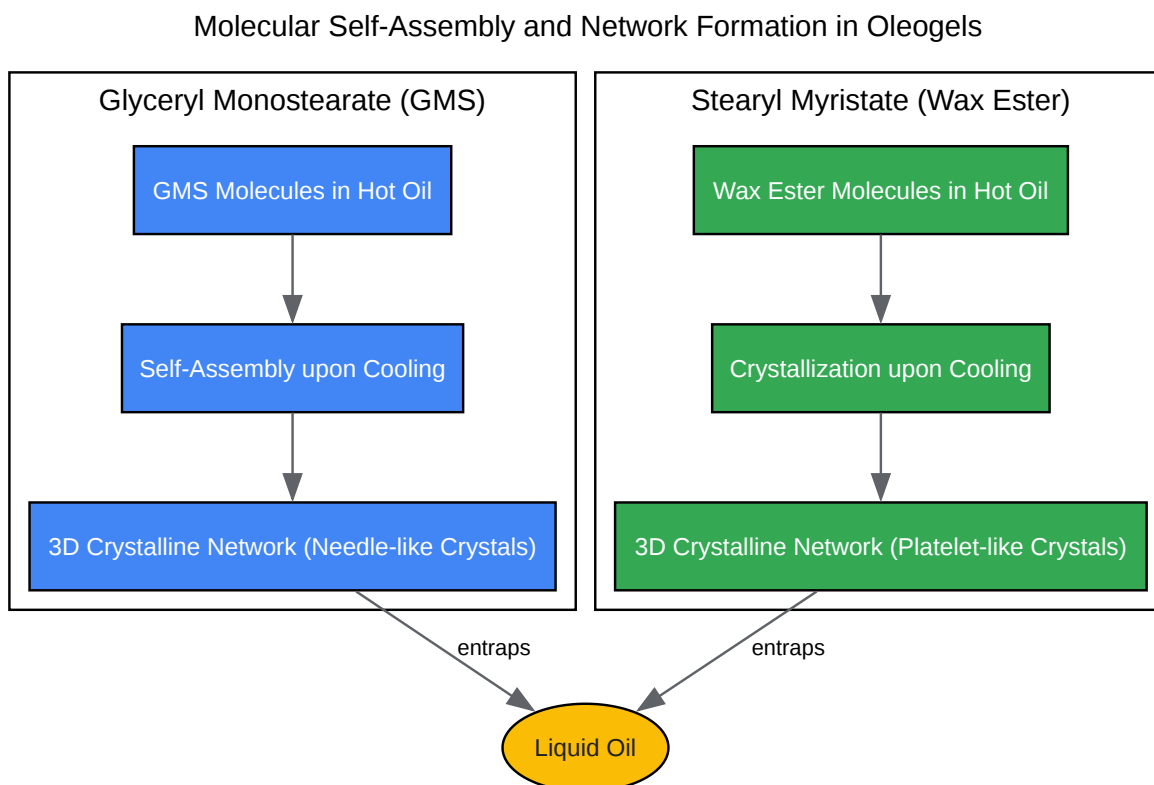 Molecular Self-Assembly and Network Formation in Oleogels
Glyceryl Monostearate (GMS)
GMS Molecules in Hot Oil
Self-Assembly upon Cooling
3D Crystalline Network (Needle-like Crystals)
Stearyl Myristate (Wax Ester)
Wax Ester Molecules in Hot Oil
Crystallization upon Cooling
3D Crystalline Network (Platelet-like Crystals)
entraps
entraps
Liquid Oil